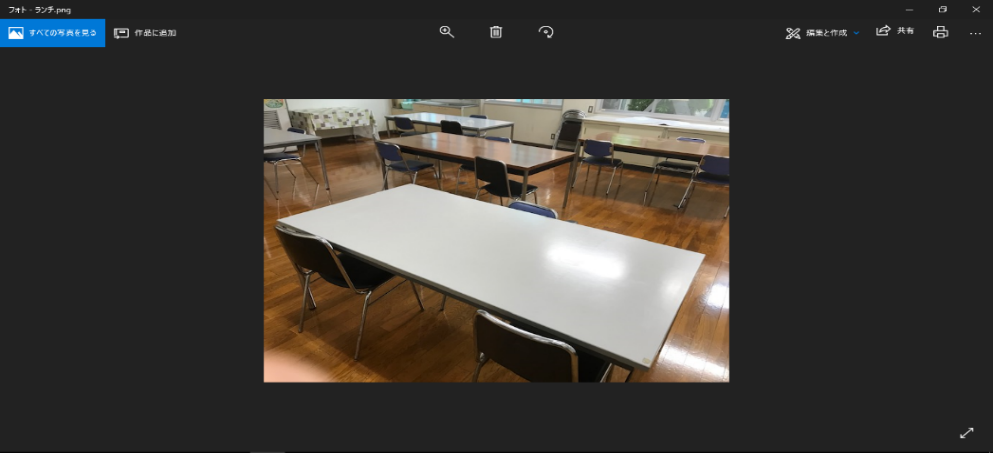 フォト - ランチ.png
すべての写真を見る
作品に追加
編集と作成
共有